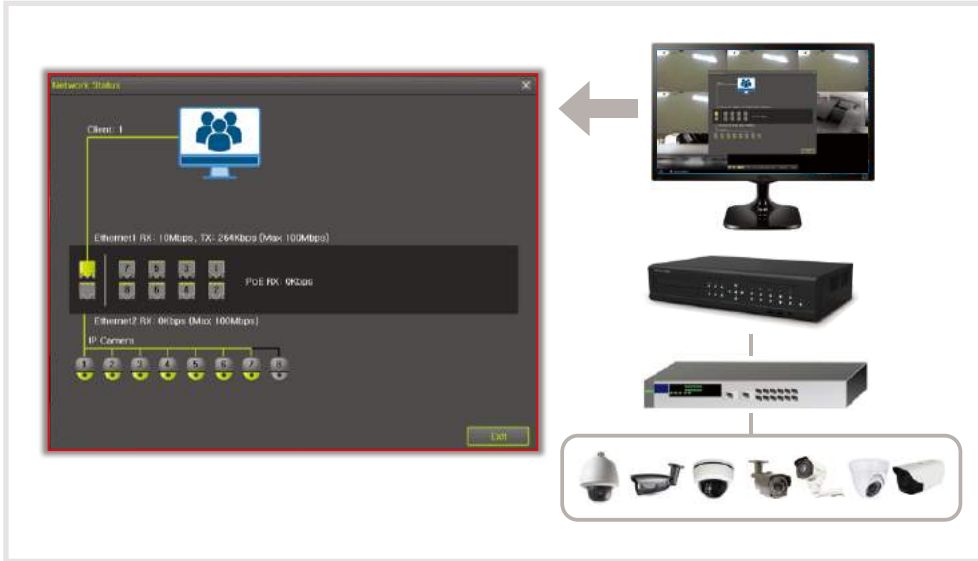 Network Status
Client: 1
Ethernet1 RX: 10Mbps, TX: 264Kbps (Max 100Mbps)
7 5 3 1
8 6 4 2
PoE RX: 0Kbps
Ethernet2 RX: 0Kbps (Max 100Mbps)
IP Camera
1 2 3 4 5 6 7 8
Exit